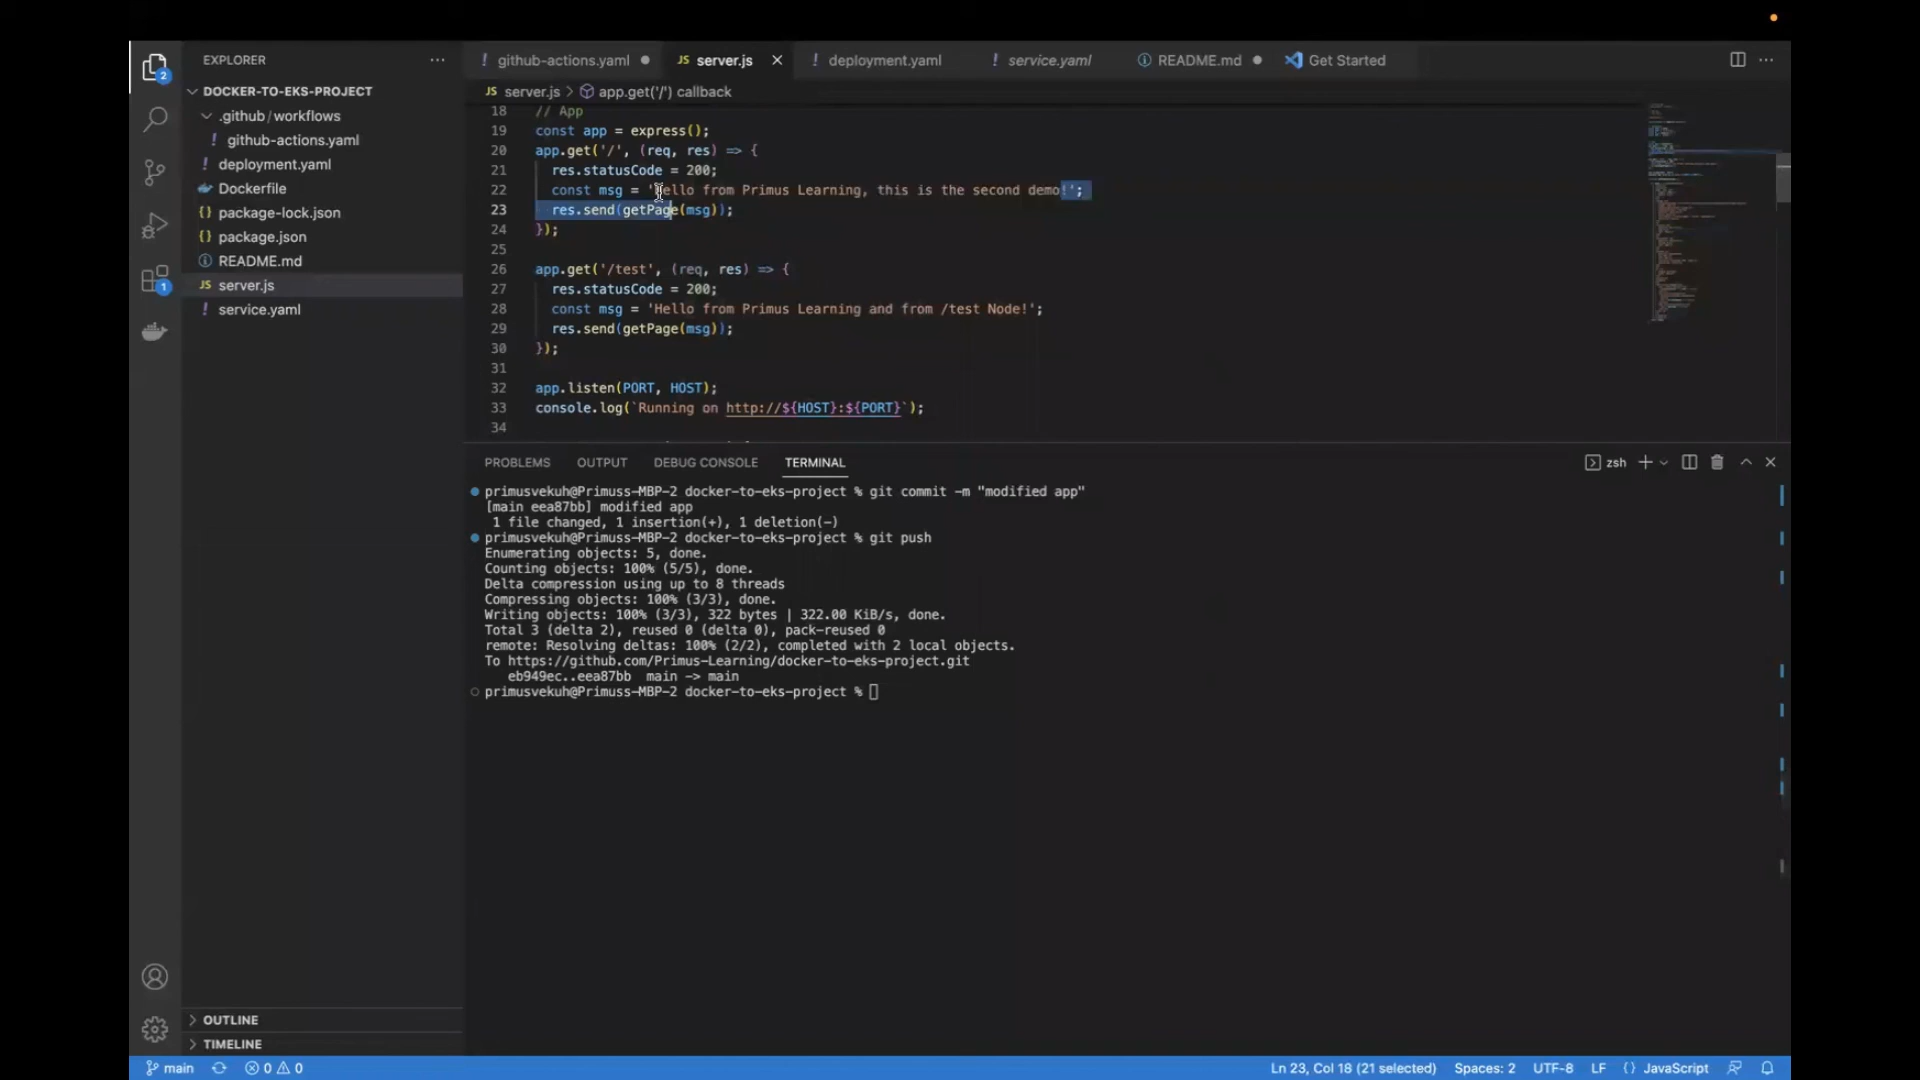 EXPLORER
DOCKER-TO-EKS-PROJECT
.github / workflows
github-actions.yaml
deployment.yaml
Dockerfile
package-lock.json
package.json
README.md
JS server.js
service.yaml
OUTLINE
TIMELINE
github-actions.yaml
JS server.js
deployment.yaml
service.yaml
README.md
Get Started
JS server.js > app.get('/') callback
18 // App
19 const app = express();
20 app.get('/', (req, res) => {
21 res.statusCode = 200;
22 const msg = 'Hello from Primus Learning, this is the second demo!';
23 res.send(getPage(msg));
24 });
25
26 app.get('/test', (req, res) => {
27 res.statusCode = 200;
28 const msg = 'Hello from Primus Learning and from /test Node!';
29 res.send(getPage(msg));
30 });
31
32 app.listen(PORT, HOST);
33 console.log(`Running on http://${HOST}:${PORT}`);
34
PROBLEMS OUTPUT DEBUG CONSOLE TERMINAL
zsh
primusvekuh@Primuss-MBP-2 docker-to-eks-project % git commit -m "modified app"
[main eea87bb] modified app
1 file changed, 1 insertion(+), 1 deletion(-)
primusvekuh@Primuss-MBP-2 docker-to-eks-project % git push
Enumerating objects: 5, done.
Counting objects: 100% (5/5), done.
Delta compression using up to 8 threads
Compressing objects: 100% (3/3), done.
Writing objects: 100% (3/3), 322 bytes | 322.00 KiB/s, done.
Total 3 (delta 2), reused 0 (delta 0), pack-reused 0
remote: Resolving deltas: 100% (2/2), completed with 2 local objects.
To https://github.com/Primus-Learning/docker-to-eks-project.git
eb949ec..eea87bb main -> main
primusvekuh@Primuss-MBP-2 docker-to-eks-project %
2
1
main 0 0 Ln 23, Col 18 (21 selected) Spaces: 2 UTF-8 LF {} JavaScript